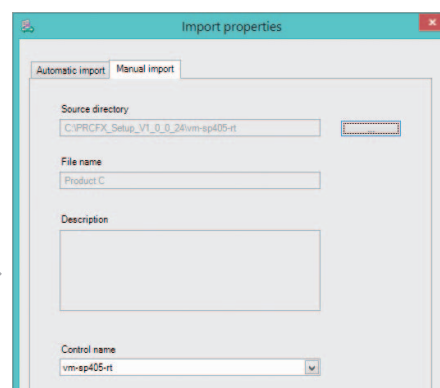 Import properties
Automatic import Manual import
Source directory
C:\PRCFX_Setup_V1_0_0_24\vm-sp405-rt
...
File name
Product C
Description
Control name
vm-sp405-rt